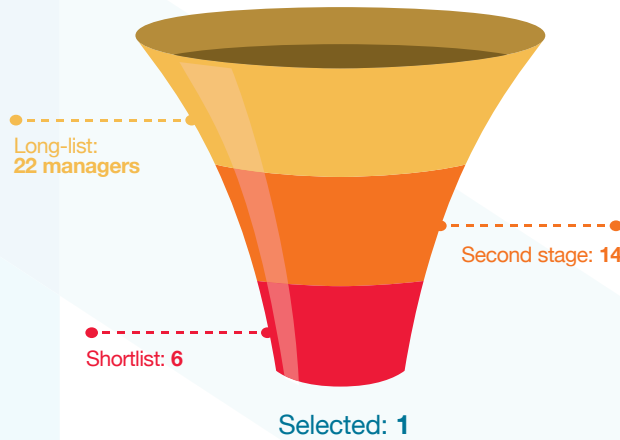 Long-list:
22 managers
Second stage: 14
Shortlist: 6
Selected: 1